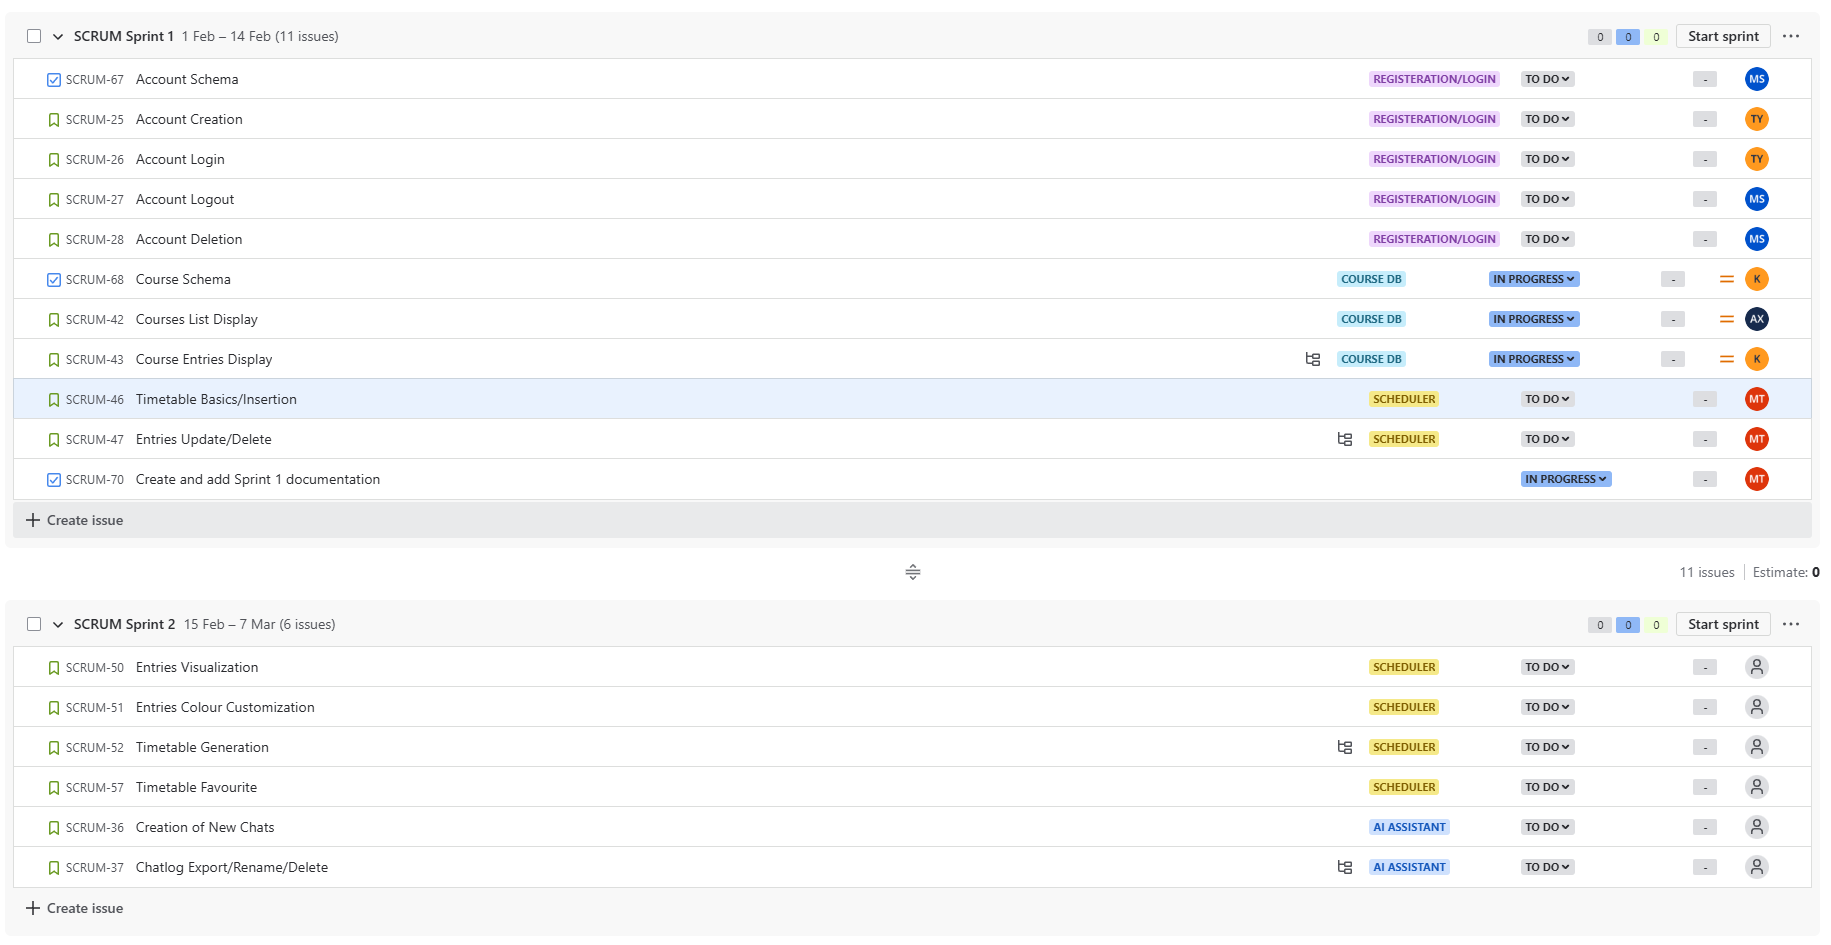 SCRUM Sprint 1 1 Feb – 14 Feb (11 issues) 0 0 0 Start sprint
SCRUM-67 Account Schema REGISTERATION/LOGIN TO DO - MS
SCRUM-25 Account Creation REGISTERATION/LOGIN TO DO - TY
SCRUM-26 Account Login REGISTERATION/LOGIN TO DO - TY
SCRUM-27 Account Logout REGISTERATION/LOGIN TO DO - MS
SCRUM-28 Account Deletion REGISTERATION/LOGIN TO DO - MS
SCRUM-68 Course Schema COURSE DB IN PROGRESS - K
SCRUM-42 Courses List Display COURSE DB IN PROGRESS - AX
SCRUM-43 Course Entries Display COURSE DB IN PROGRESS - K
SCRUM-46 Timetable Basics/Insertion SCHEDULER TO DO - MT
SCRUM-47 Entries Update/Delete SCHEDULER TO DO - MT
SCRUM-70 Create and add Sprint 1 documentation IN PROGRESS - MT
Create issue
11 issues Estimate: 0
SCRUM Sprint 2 15 Feb – 7 Mar (6 issues) 0 0 0 Start sprint
SCRUM-50 Entries Visualization SCHEDULER TO DO -
SCRUM-51 Entries Colour Customization SCHEDULER TO DO -
SCRUM-52 Timetable Generation SCHEDULER TO DO -
SCRUM-57 Timetable Favourite SCHEDULER TO DO -
SCRUM-36 Creation of New Chats AI ASSISTANT TO DO -
SCRUM-37 Chatlog Export/Rename/Delete AI ASSISTANT TO DO -
Create issue